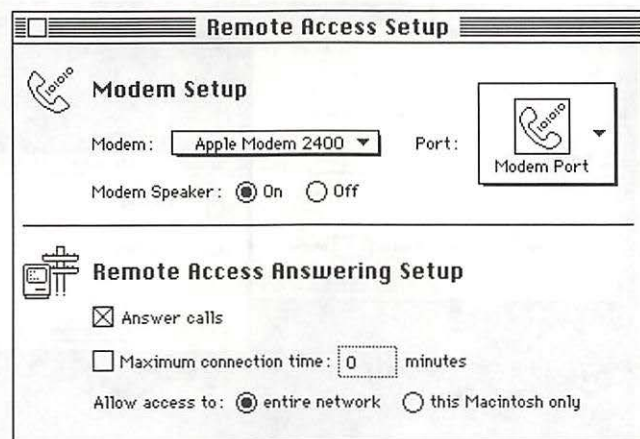 Remote Access Setup
Modem Setup
Modem: Apple Modem 2400 Port:
Modem Port
Modem Speaker: On Off
Remote Access Answering Setup
Answer calls
Maximum connection time: 0 minutes
Allow access to: entire network this Macintosh only